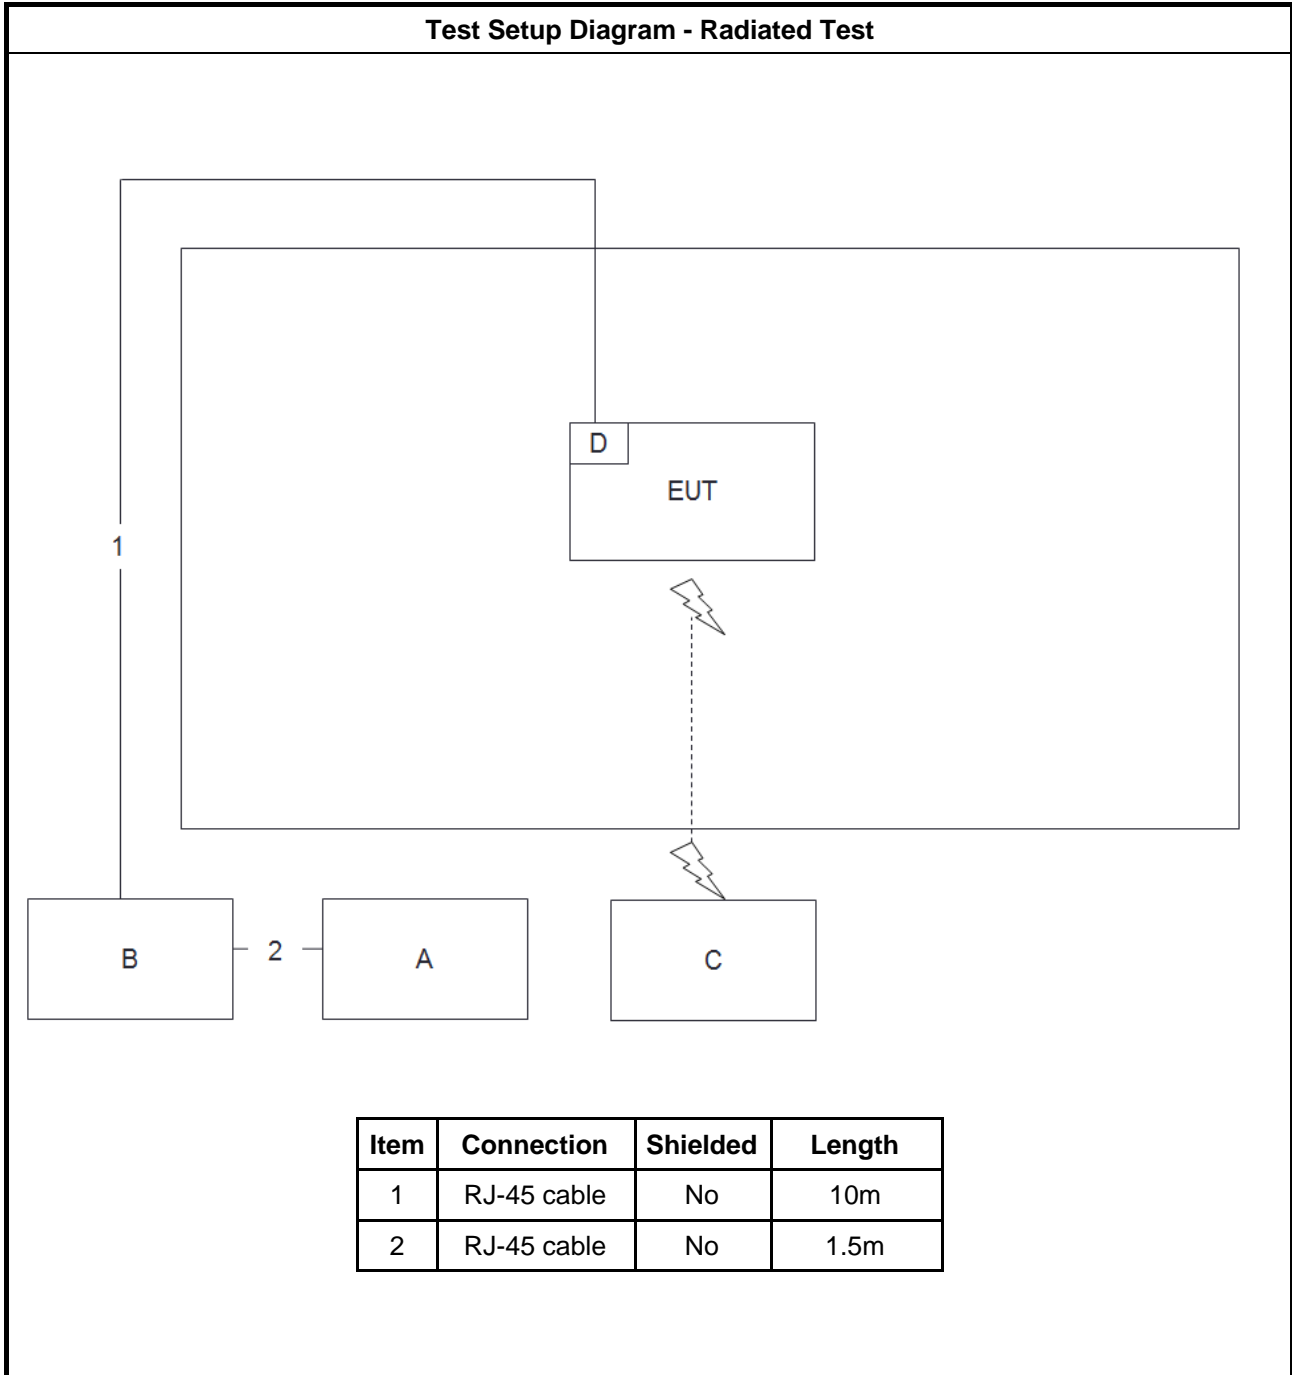 Test Setup Diagram - Radiated Test
D
EUT
1
B
2
A
C
Item Connection Shielded Length
1 RJ-45 cable No 10m
2 RJ-45 cable No 1.5m